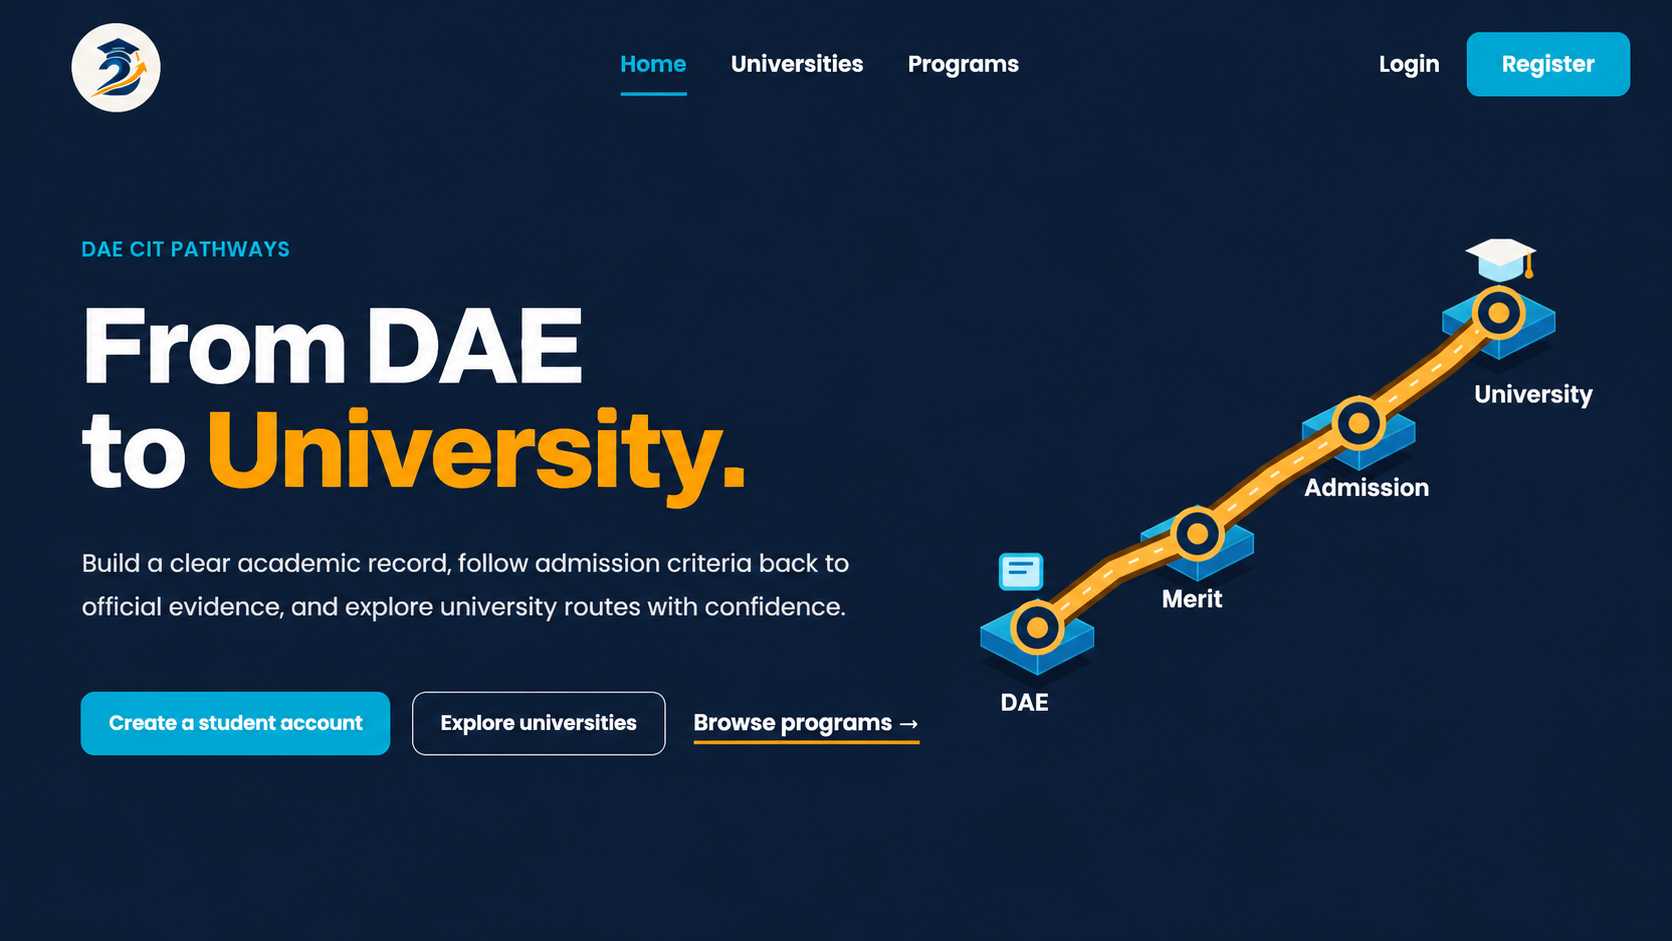 Home
Universities
Programs
Login
Register
DAE CIT PATHWAYS
From DAE
to University.
Build a clear academic record, follow admission criteria back to
official evidence, and explore university routes with confidence.
Create a student account
Explore universities
Browse programs →
University
Admission
Merit
DAE